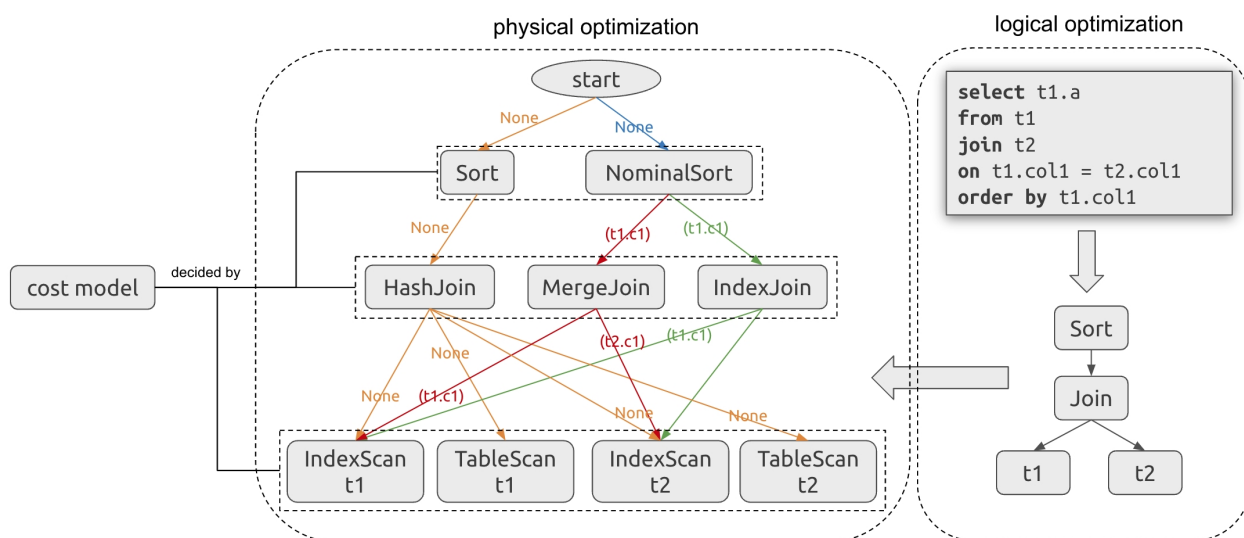 physical optimization
logical optimization
start
None
None
Sort
NominalSort
None
(t1.c1)
(t1.c1)
cost model
decided by
HashJoin
MergeJoin
IndexJoin
None
None
(t1.c1)
(t2.c1)
(t1.c1)
None
None
IndexScan
t1
TableScan
t1
IndexScan
t2
TableScan
t2
select t1.a
from t1
join t2
on t1.col1 = t2.col1
order by t1.col1
Sort
Join
t1
t2